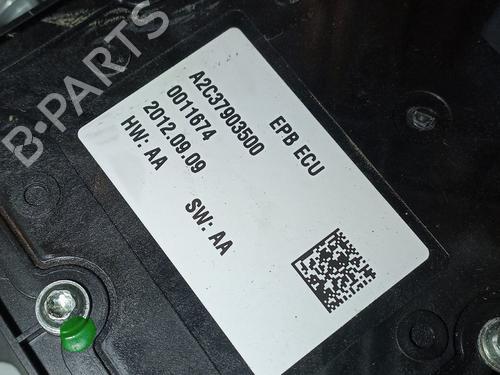 B-PARTS
EPB ECU
A2C37903500
0011674
2012.09.09
HW: AA SW: AA